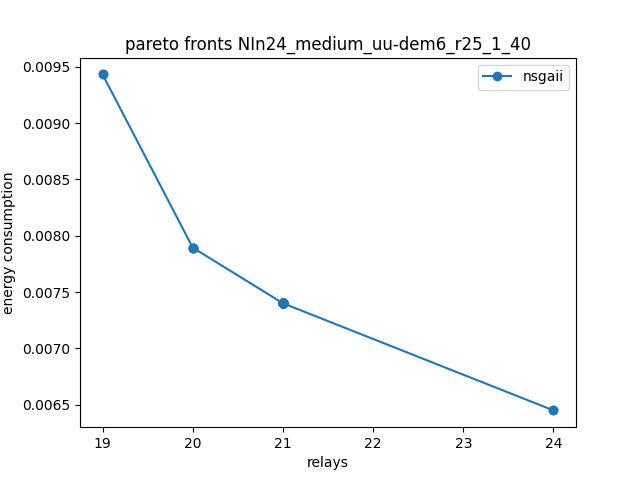 pareto fronts NIn24_medium_uu-dem6_r25_1_40
nsgaii
0.0095
0.0090
0.0085
0.0080
0.0075
0.0070
0.0065
energy consumption
19 20 21 22 23 24
relays